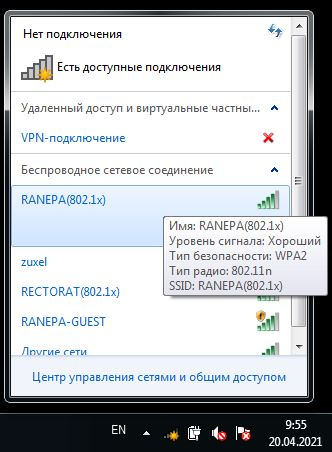 Нет подключения
Есть доступные подключения
Удаленный доступ и виртуальные частны...
VPN-подключение
Беспроводное сетевое соединение
RANEPA(802.1x)
Имя: RANEPA(802.1x)
Уровень сигнала: Хороший
Тип безопасности: WPA2
Тип радио: 802.11n
SSID: RANEPA(802.1x)
zuxel
RECTORAT(802.1x)
RANEPA-GUEST
Другие сети
Центр управления сетями и общим доступом
EN
9:55
20.04.2021